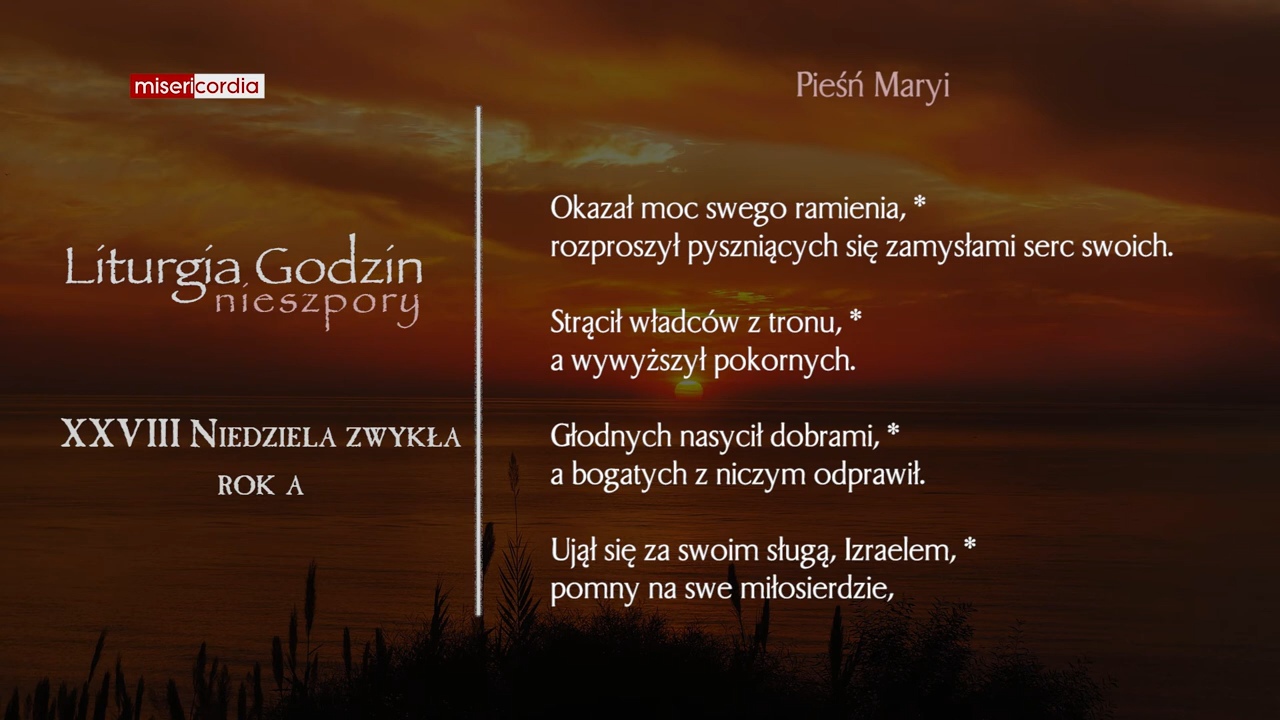 misericordia
Liturgia Godzin
nieszpory
XXVIII Niedziela zwykła
rok a
Pieśń Maryi
Okazał moc swego ramienia, *
rozproszył pyszniących się zamysłami serc swoich.
Strącił władców z tronu, *
a wywyższył pokornych.
Głodnych nasycił dobrami, *
a bogatych z niczym odprawił.
Ujął się za swoim sługą, Izraelem, *
pomny na swe miłosierdzie,